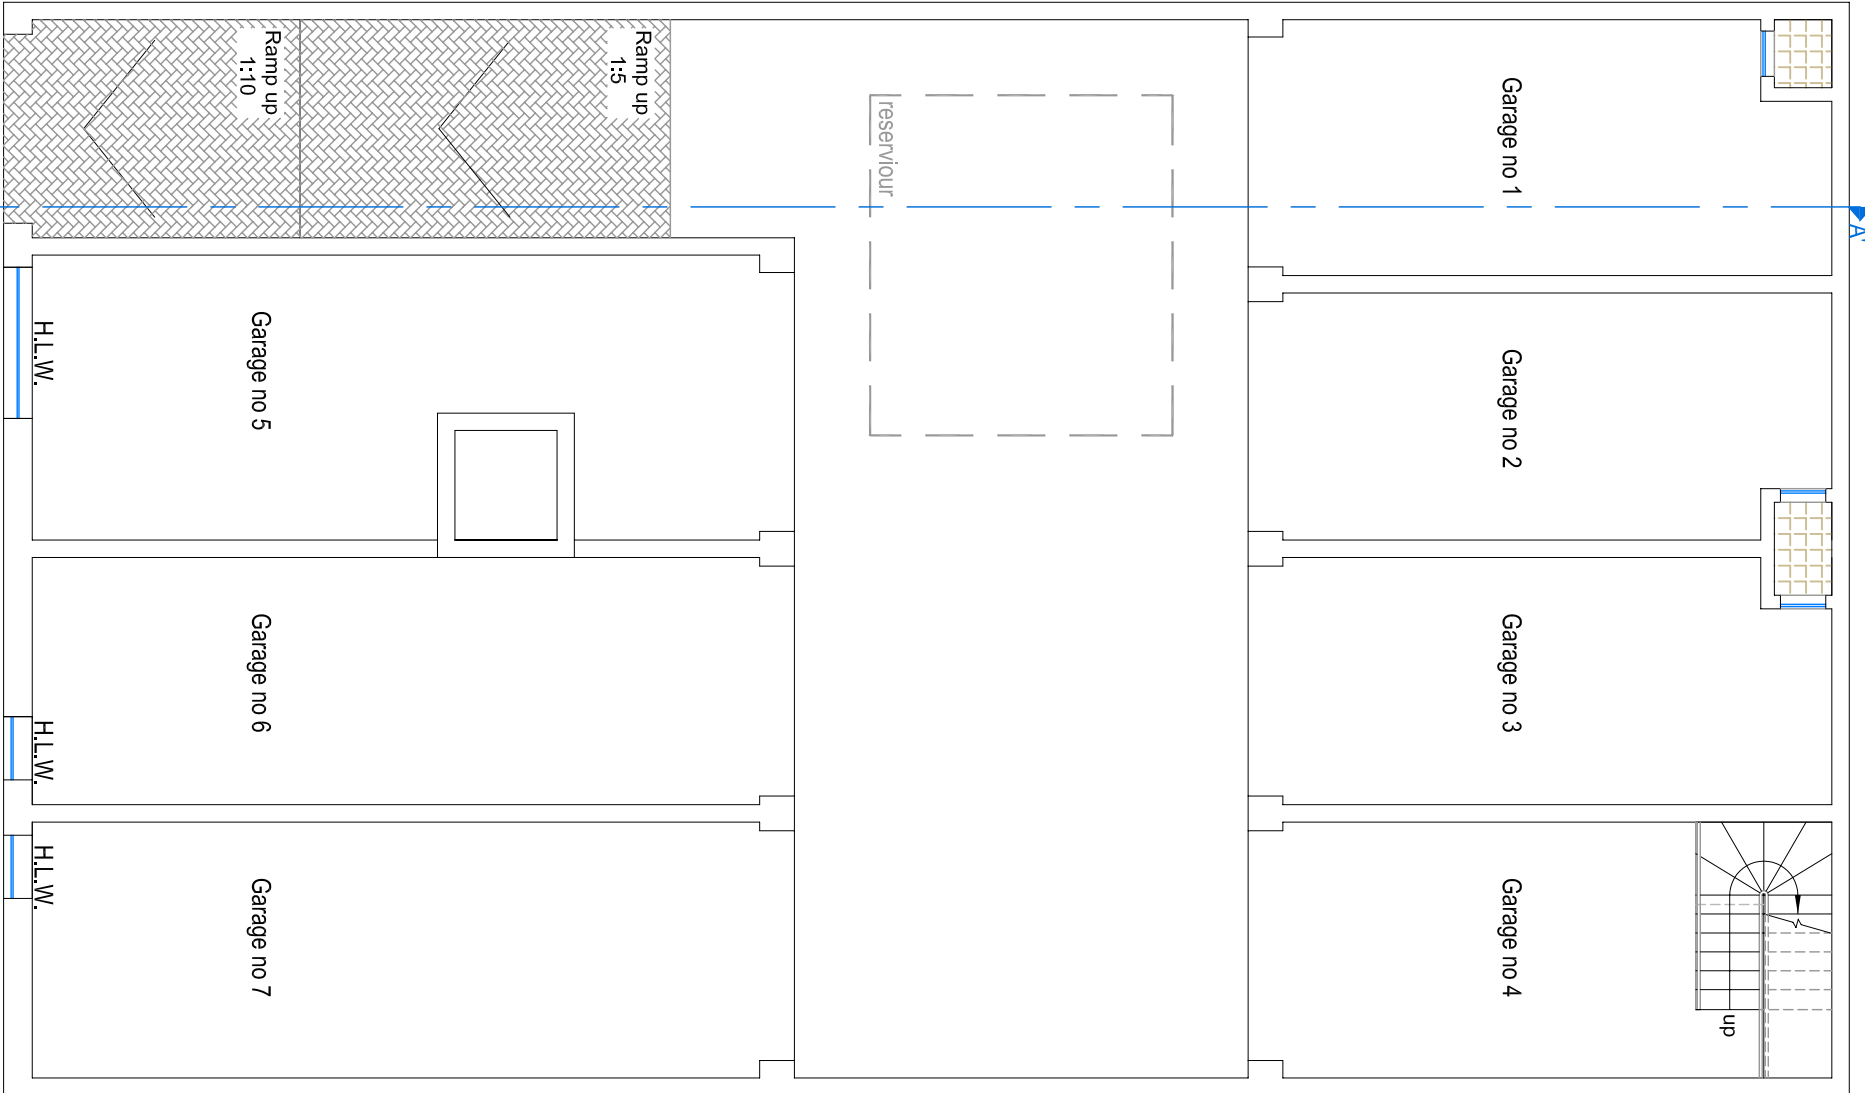 Ramp up
1:10
Ramp up
1:5
reserviour
Garage no 1
A'
Garage no 5
H.L.W.
Garage no 2
Garage no 6
H.L.W.
Garage no 3
Garage no 7
H.L.W.
Garage no 4
up